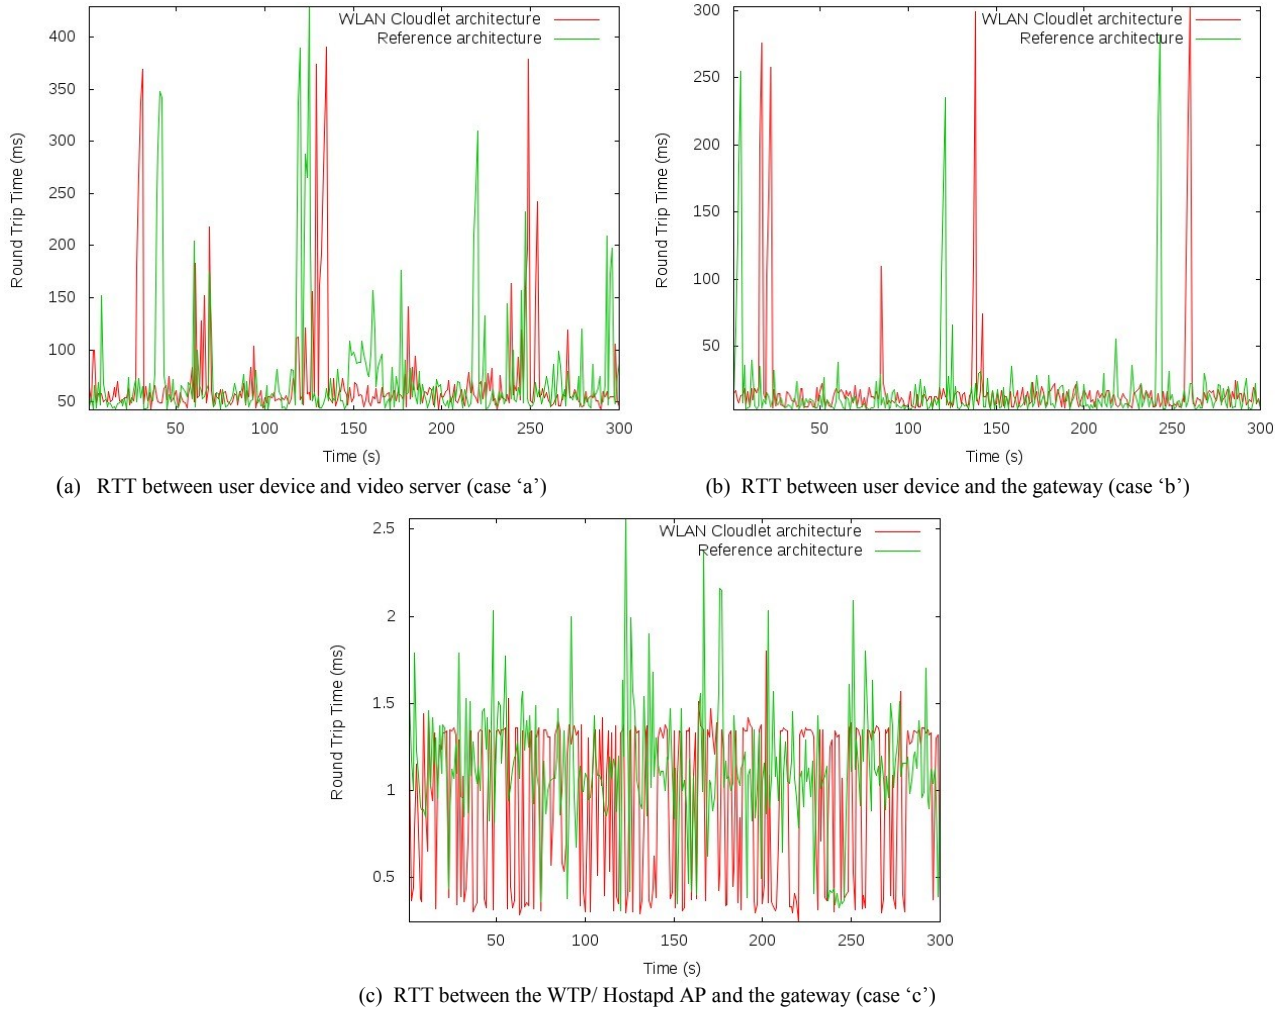 WLAN Cloudlet architecture
Reference architecture
400
350
300
250
200
150
100
50
Round Trip Time (ms)
50 100 150 200 250 300
Time (s)
(a) RTT between user device and video server (case ‘a’)
WLAN Cloudlet architecture
Reference architecture
300
250
200
150
100
50
Round Trip Time (ms)
50 100 150 200 250 300
Time (s)
(b) RTT between user device and the gateway (case ‘b’)
WLAN Cloudlet architecture
Reference architecture
2.5
2
1.5
1
0.5
Round Trip Time (ms)
50 100 150 200 250 300
Time (s)
(c) RTT between the WTP/ Hostapd AP and the gateway (case ‘c’)